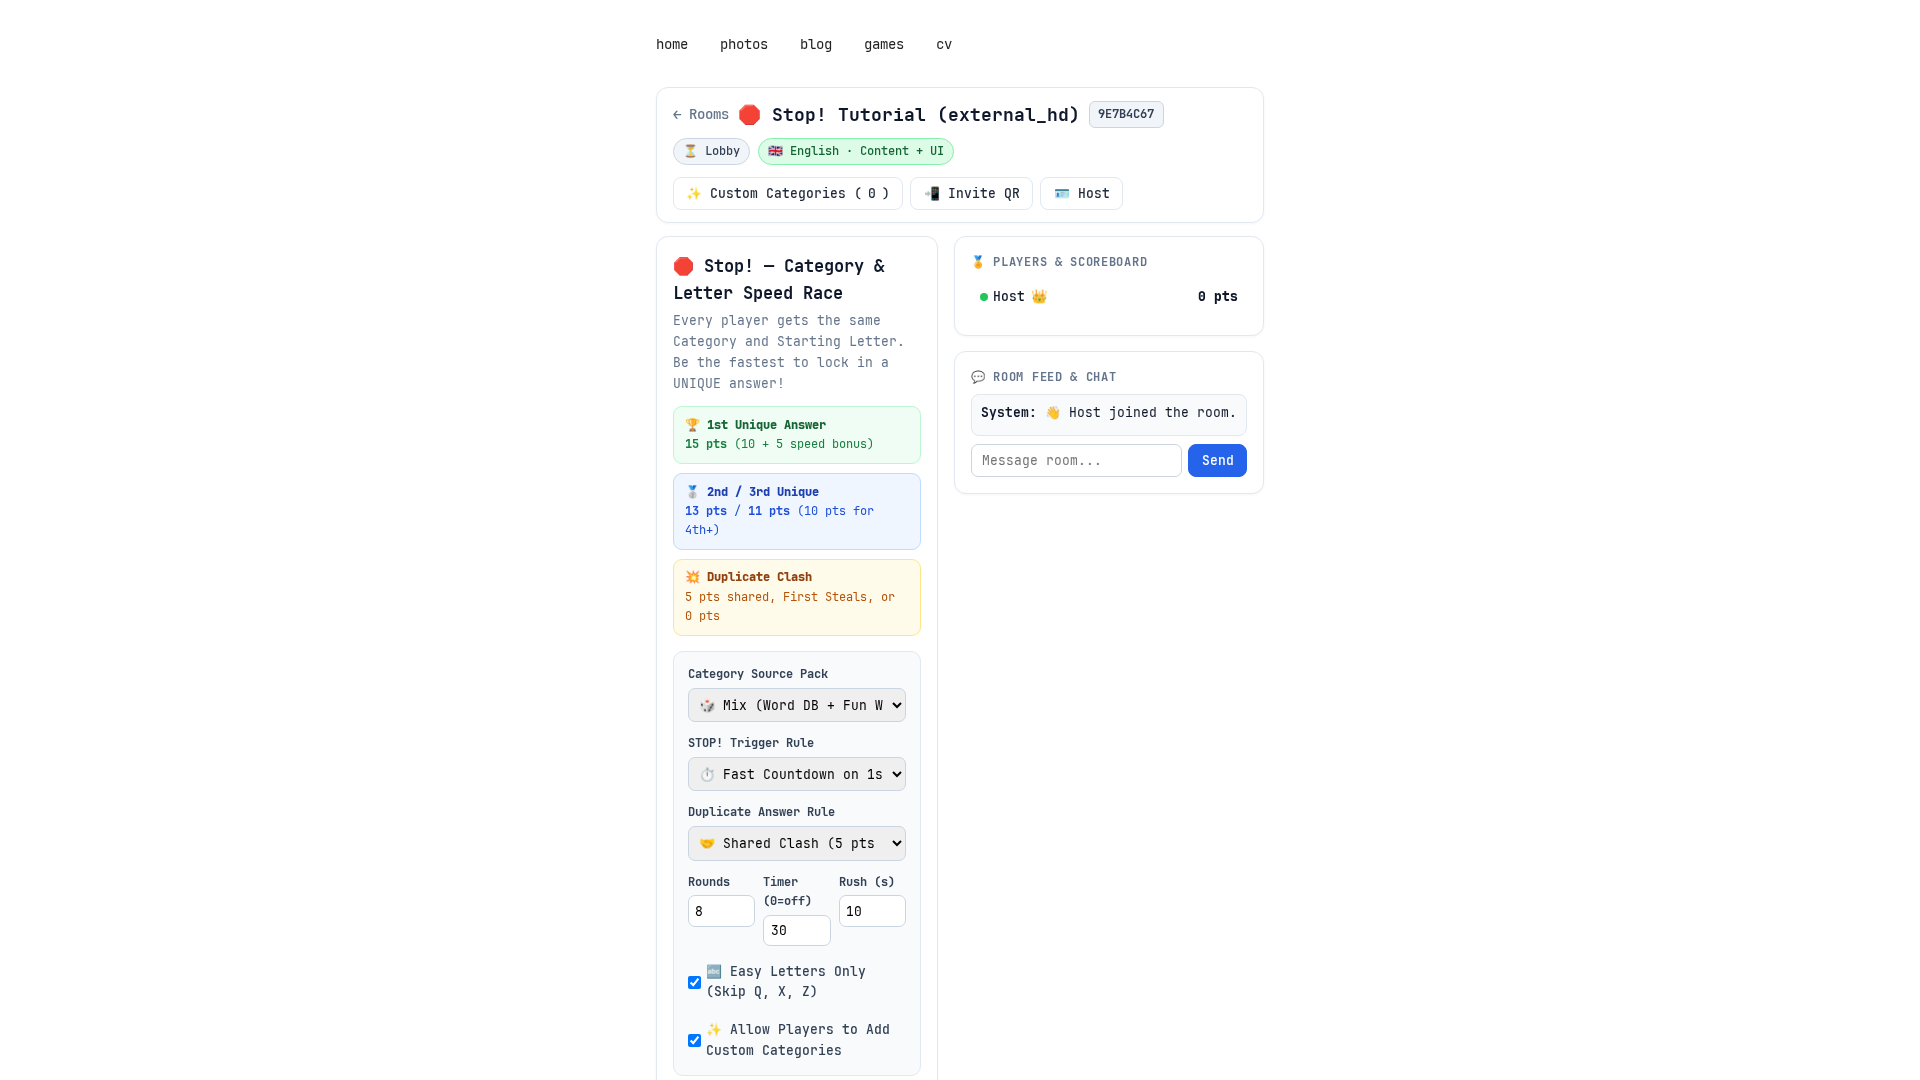 home photos blog games cv
← Rooms 🛑 Stop! Tutorial (external_hd) 9E7B4C67
⏳ Lobby 🇬🇧 English · Content + UI
✨ Custom Categories ( 0 ) 📲 Invite QR 🪪 Host
🛑 Stop! — Category &
Letter Speed Race
Every player gets the same
Category and Starting Letter.
Be the fastest to lock in a
UNIQUE answer!
🏆 1st Unique Answer
15 pts (10 + 5 speed bonus)
🥈 2nd / 3rd Unique
13 pts / 11 pts (10 pts for
4th+)
💥 Duplicate Clash
5 pts shared, First Steals, or
0 pts
Category Source Pack
🎲 Mix (Word DB + Fun W
STOP! Trigger Rule
⏱️ Fast Countdown on 1s
Duplicate Answer Rule
🤝 Shared Clash (5 pts
Rounds Timer Rush (s)
(0=off)
8 30 10
🔤 Easy Letters Only
(Skip Q, X, Z)
✨ Allow Players to Add
Custom Categories
🏅 PLAYERS & SCOREBOARD
Host 👑 0 pts
💬 ROOM FEED & CHAT
System: 👋 Host joined the room.
Message room... Send